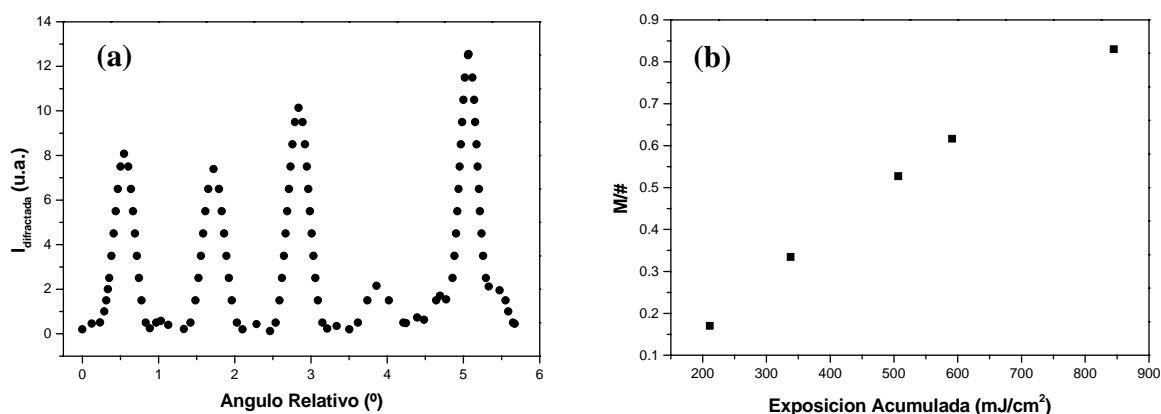 (a)
I difractada (u.a.)
14
12
10
8
6
4
2
0
0 1 2 3 4 5 6
Angulo Relativo (º)
(b)
M/#
0.9
0.8
0.7
0.6
0.5
0.4
0.3
0.2
0.1
200 300 400 500 600 700 800 900
Exposicion Acumulada (mJ/cm²)